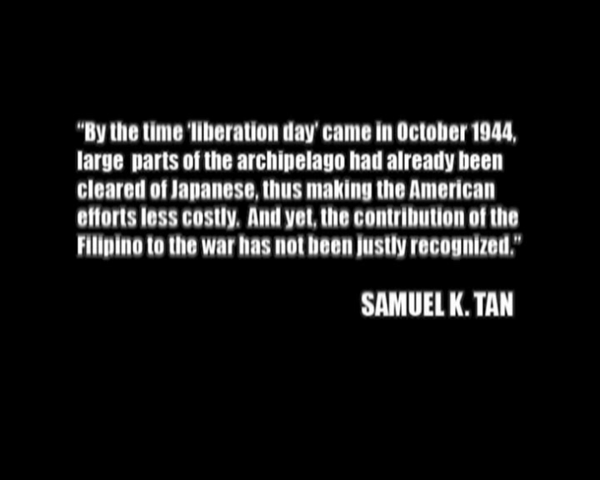 "By the time 'liberation day' came in October 1944,
large parts of the archipelago had already been
cleared of Japanese, thus making the American
efforts less costly. And yet, the contribution of the
Filipino to the war has not been justly recognized."
SAMUEL K. TAN